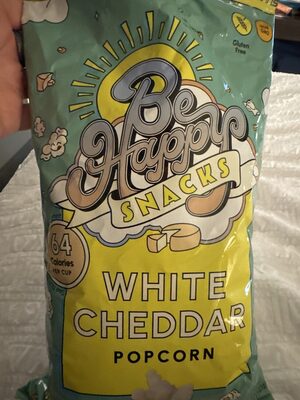 Gluten
Free
Be
Happy
SNACKS
64
Calories
PER CUP
WHITE
CHEDDAR
POPCORN